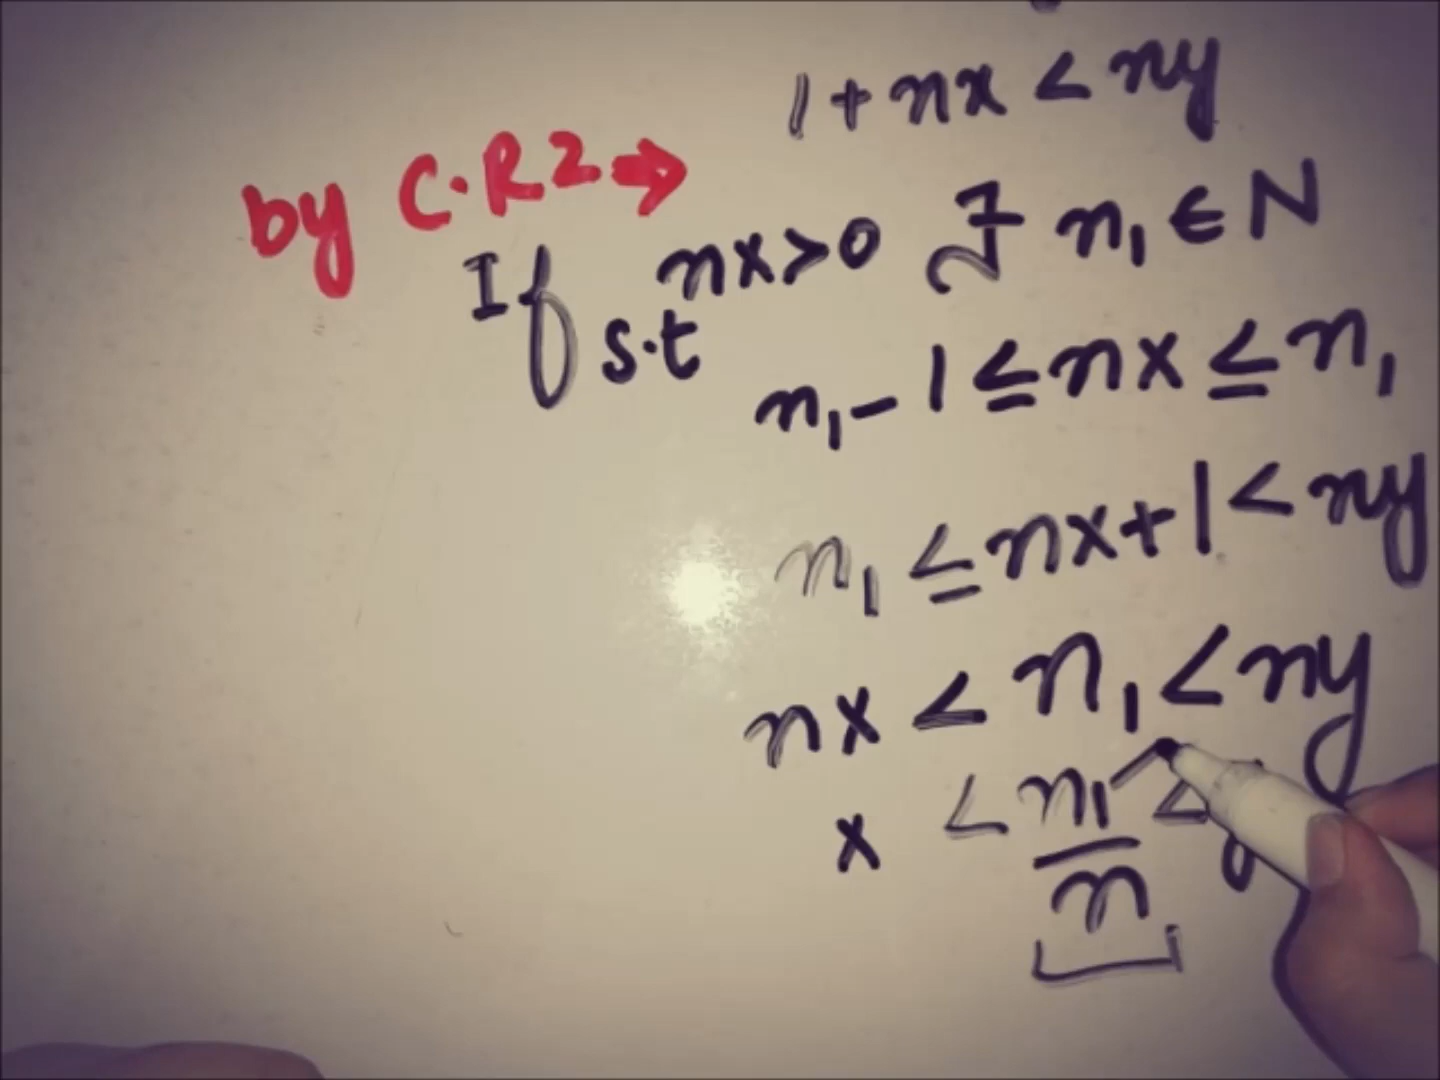 1+nx < ny
by C.R2 →
If nx>0 ∃ n₁ ∈ N
s.t
n₁-1 ≤ nx ≤ n₁
n₁ ≤ nx+1 < ny
nx < n₁ < ny
x < n₁/n < y